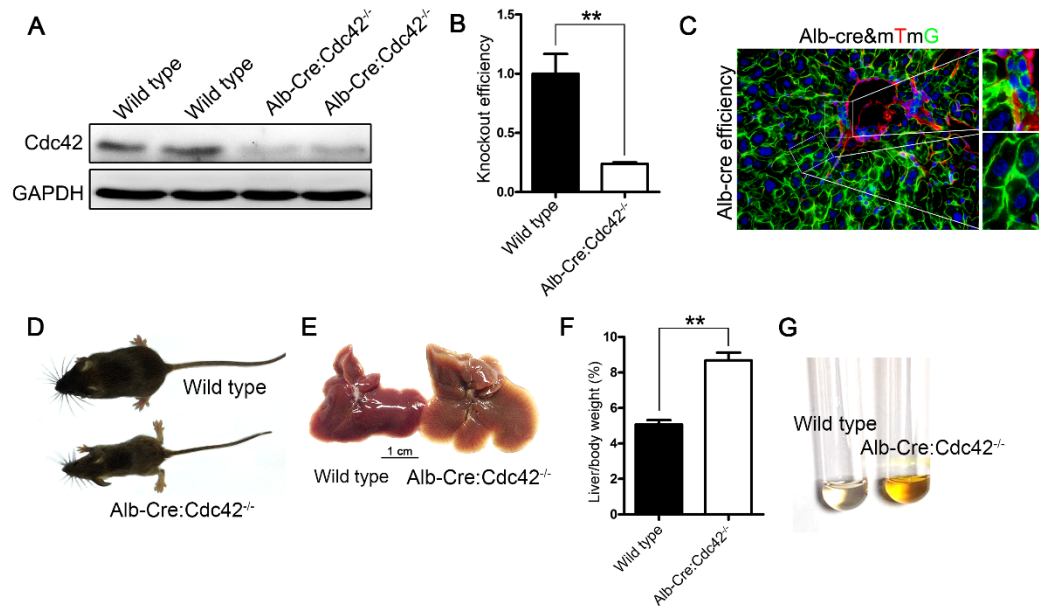 A
Wild type
Wild type
Alb-Cre:Cdc42-/-
Alb-Cre:Cdc42-/-
Cdc42
GAPDH
B
**
Knockout efficiency
1.5
1.0
0.5
0.0
Wild type
Alb-Cre:Cdc42-/-
C
Alb-cre&mTmG
Alb-cre efficiency
D
Wild type
Alb-Cre:Cdc42-/-
E
1 cm
Wild type
Alb-Cre:Cdc42-/-
F
**
Liver/body weight (%)
10
8
6
4
2
0
Wild type
Alb-Cre:Cdc42-/-
G
Wild type
Alb-Cre:Cdc42-/-